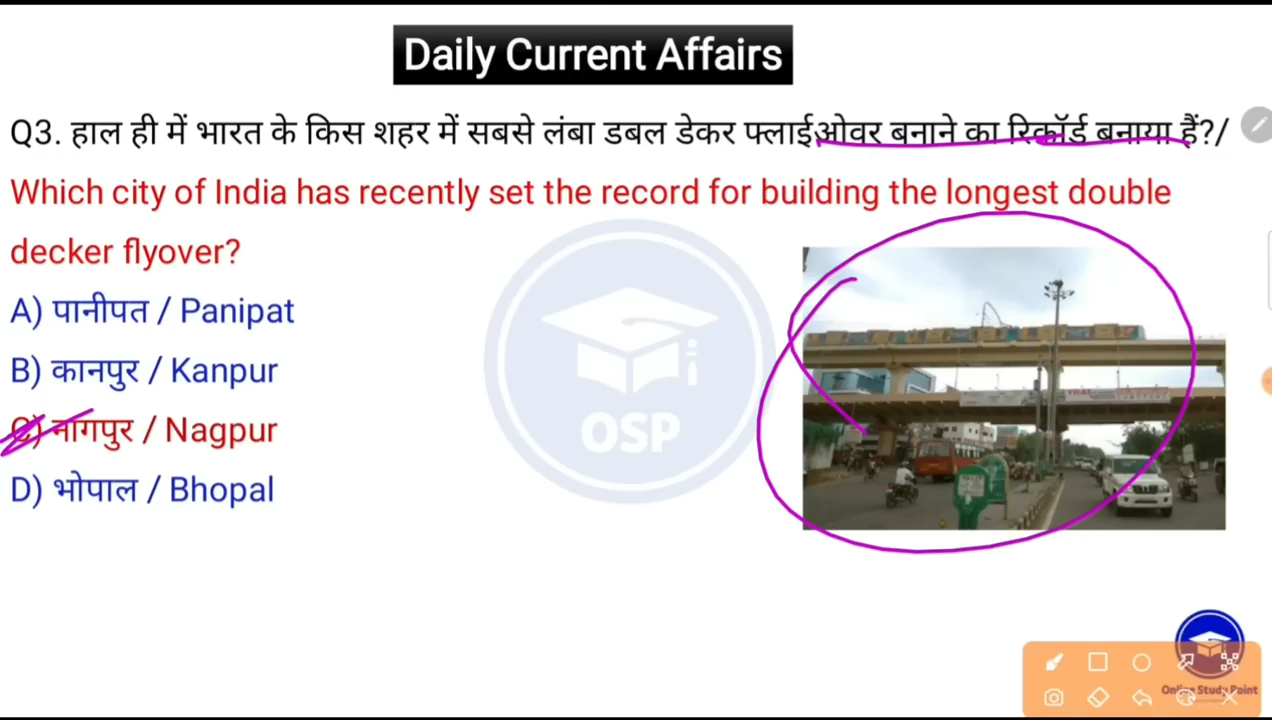 Daily Current Affairs
Q3. हाल ही में भारत के किस शहर में सबसे लंबा डबल डेकर फ्लाईओवर बनाने का रिकॉर्ड बनाया हैं?/
Which city of India has recently set the record for building the longest double
decker flyover?
A) पानीपत / Panipat
B) कानपुर / Kanpur
C) नागपुर / Nagpur
D) भोपाल / Bhopal
OSP
Online Study Point